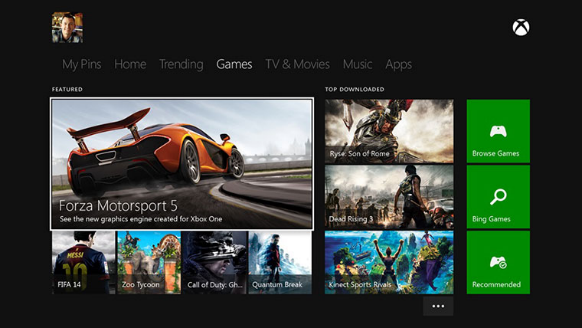 My Pins Home Trending Games TV & Movies Music Apps
FEATURED
Forza Motorsport 5
See the new graphics engine created for Xbox One
FIFA 14
Zoo Tycoon
Call of Duty: Gh...
Quantum Break
TOP DOWNLOADED
Ryse: Son of Rome
Dead Rising 3
Kinect Sports Rivals
Browse Games
Bing Games
Recommended